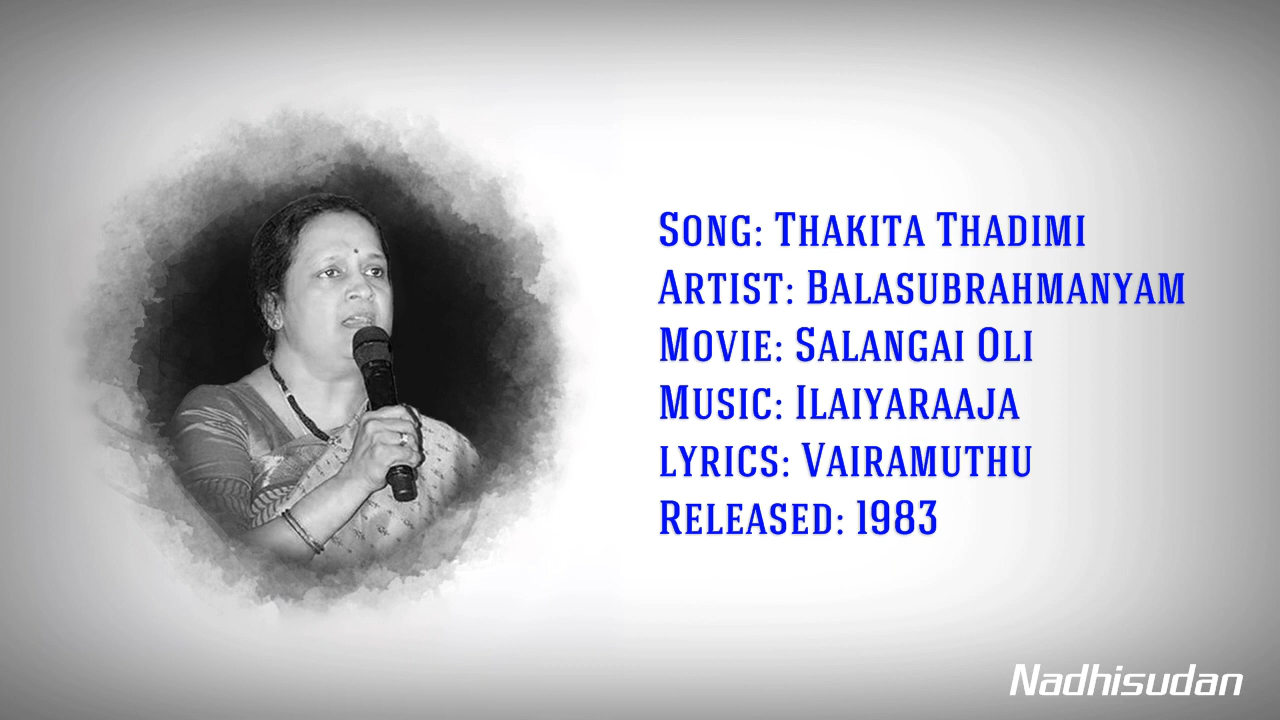 Song: Thakita Thadimi
Artist: Balasubrahmanyam
Movie: Salangai Oli
Music: Ilaiyaraaja
lyrics: Vairamuthu
Released: 1983
Nadhisudan